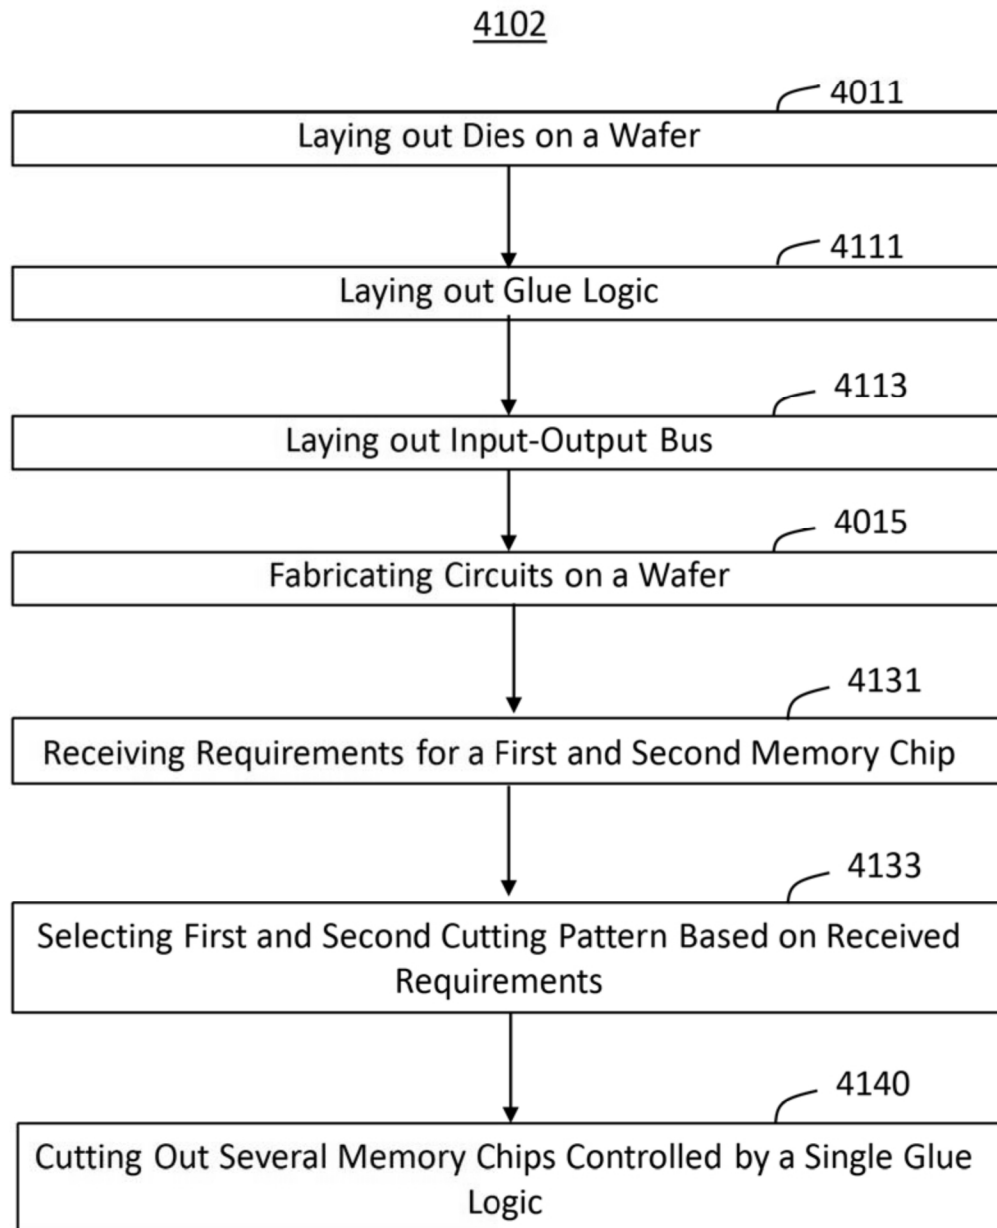 4102
4011
Laying out Dies on a Wafer
4111
Laying out Glue Logic
4113
Laying out Input-Output Bus
4015
Fabricating Circuits on a Wafer
4131
Receiving Requirements for a First and Second Memory Chip
4133
Selecting First and Second Cutting Pattern Based on Received
Requirements
4140
Cutting Out Several Memory Chips Controlled by a Single Glue
Logic